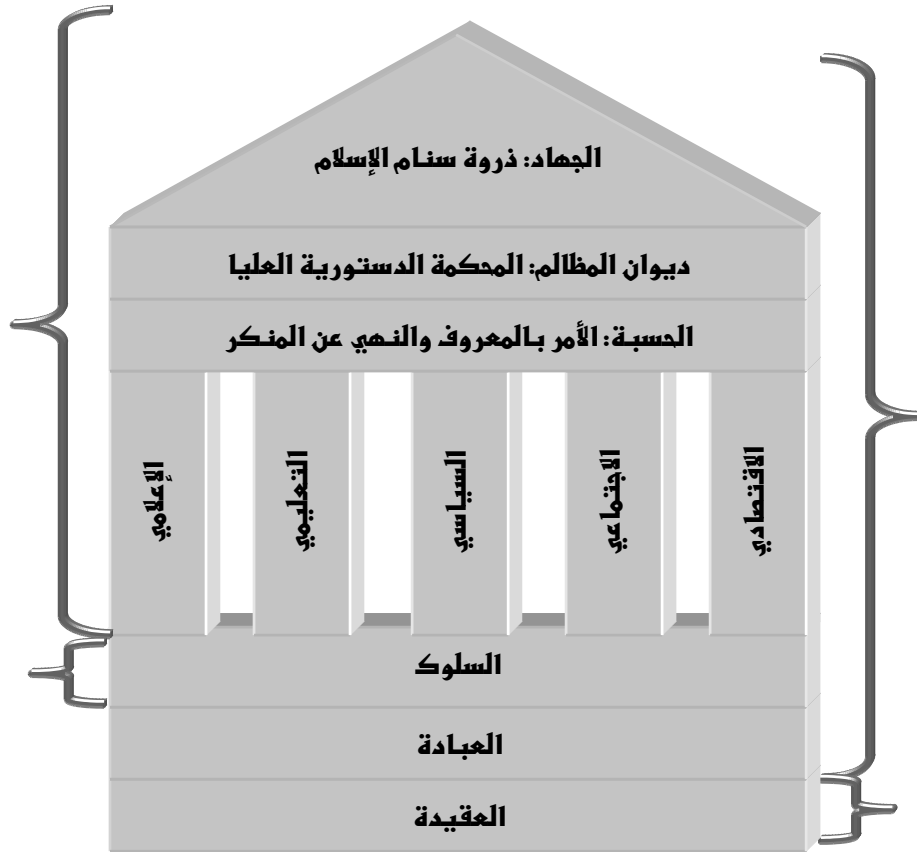 الجهاد: ذروة سنام الإسلام
ديوان المظالم: المحكمة الدستورية العليا
الحسبة: الأمر بالمعروف والنهي عن المنكر
الاقتصادي
الاجتماعي
السياسي
التعليمي
الإعلامي
السلوك
العبادة
العقيدة